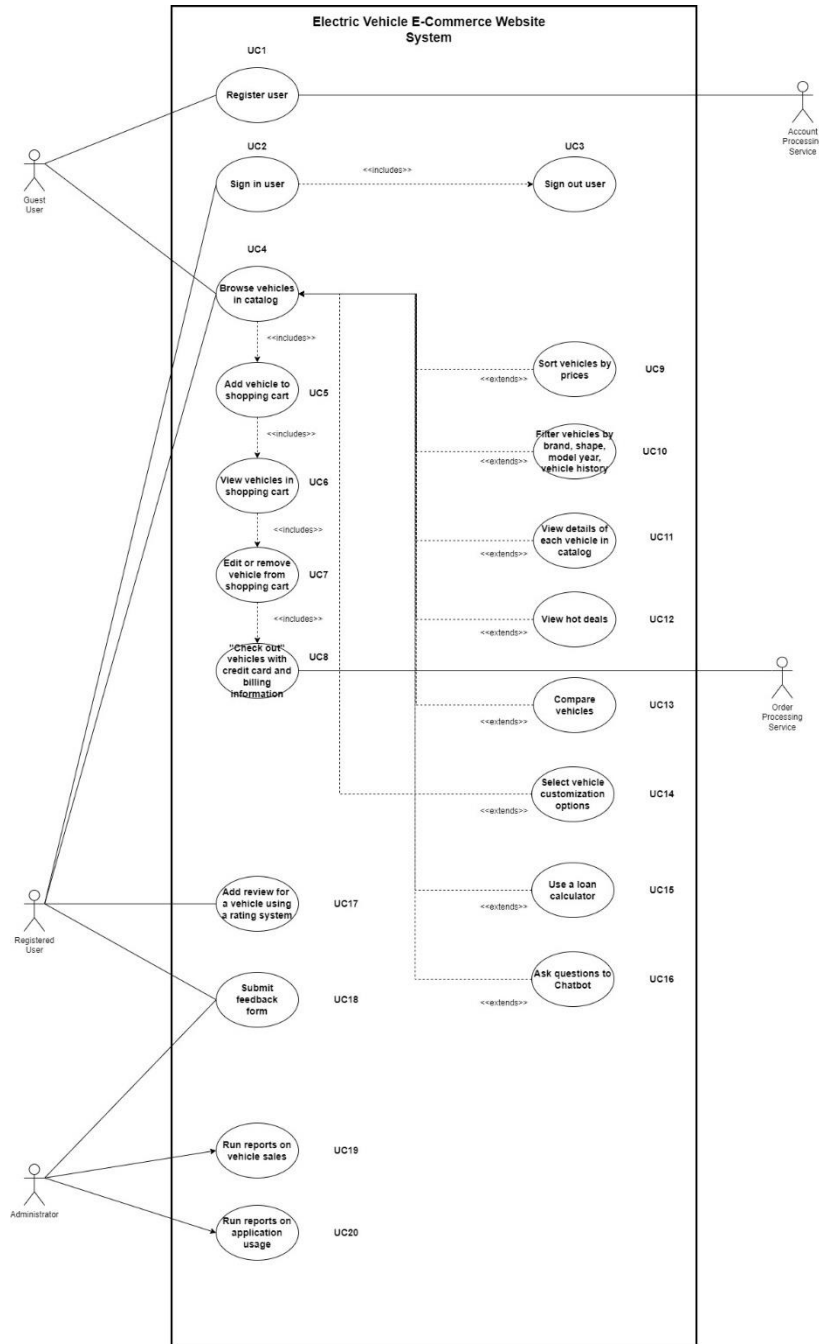 Electric Vehicle E-Commerce Website
System
UC1
Register user
Account
Processing
Service
UC2
UC3
Sign in user
<<includes>>
Sign out user
Guest
User
UC4
Browse vehicles
in catalog
<<includes>>
Add vehicle to
shopping cart
UC5
Sort vehicles by
prices
UC9
<<extends>>
<<includes>>
Filter vehicles by
brand, shape,
model year,
vehicle history
UC10
<<extends>>
View vehicles in
shopping cart
UC6
<<includes>>
View details of
each vehicle in
catalog
UC11
<<extends>>
Edit or remove
vehicle from
shopping cart
UC7
<<includes>>
View hot deals
UC12
<<extends>>
"Check out"
vehicles with
credit card and
billing
information
UC8
Order
Processing
Service
Compare
vehicles
UC13
<<extends>>
Select vehicle
customization
options
UC14
<<extends>>
Add review for
a vehicle using
a rating system
UC17
Use a loan
calculator
UC15
<<extends>>
Registered
User
Ask questions to
Chatbot
UC16
<<extends>>
Submit
feedback
form
UC18
Run reports on
vehicle sales
UC19
Administrator
Run reports on
application
usage
UC20